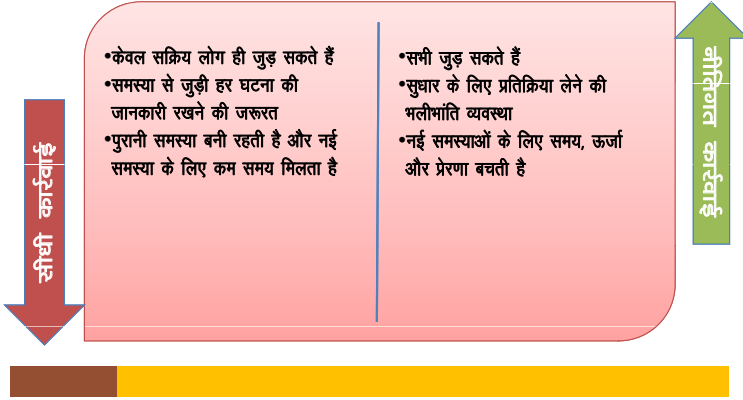 सीधी कार्रवाई
•केवल सक्रिय लोग ही जुड़ सकते हैं
•समस्या से जुड़ी हर घटना की
जानकारी रखने की जरूरत
•पुरानी समस्या बनी रहती है और नई
समस्या के लिए कम समय मिलता है
•सभी जुड़ सकते हैं
•सुधार के लिए प्रतिक्रिया लेने की
भलीभांति व्यवस्था
•नई समस्याओं के लिए समय, ऊर्जा
और प्रेरणा बचती है
नीतिगत कार्रवाई